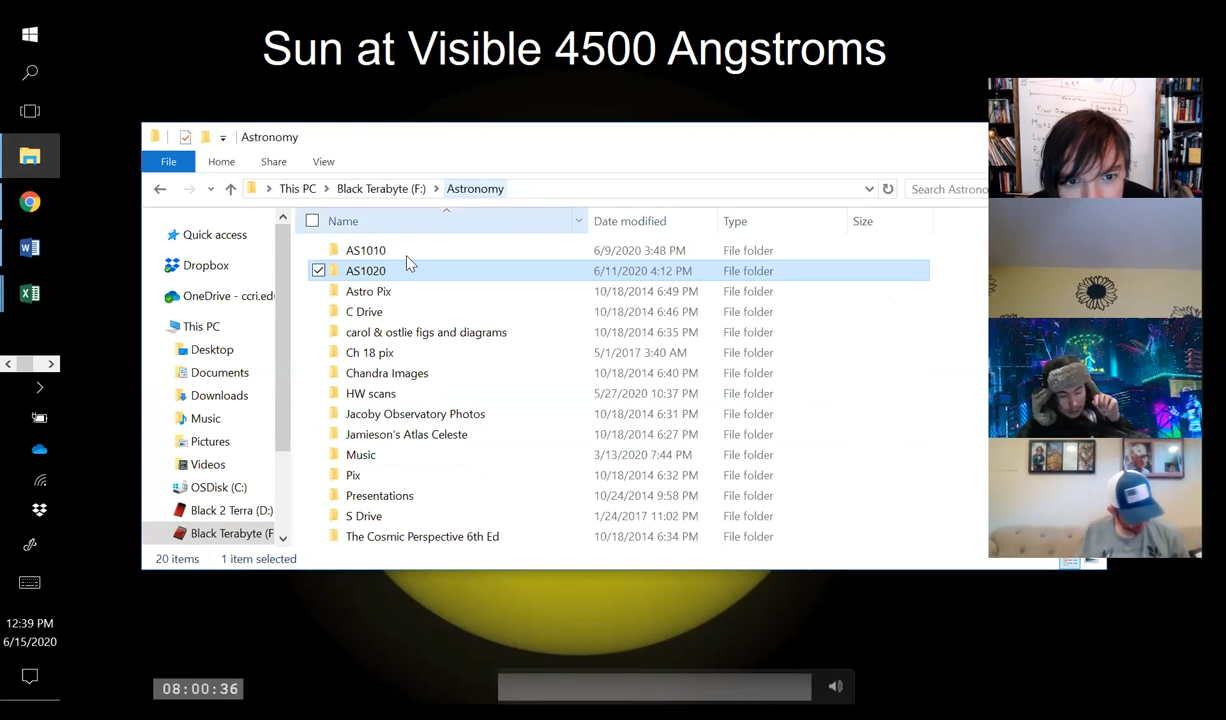 Sun at Visible 4500 Angstroms
Astronomy
File Home Share View
This PC Black Terabyte (F:) Astronomy Search Astrono
Name Date modified Type Size
Quick access
Dropbox
OneDrive - ccri.ed
This PC
Desktop
Documents
Downloads
Music
Pictures
Videos
OSDisk (C:)
Black 2 Terra (D:)
Black Terabyte (F
AS1010 6/9/2020 3:48 PM File folder
AS1020 6/11/2020 4:12 PM File folder
Astro Pix 10/18/2014 6:49 PM File folder
C Drive 10/18/2014 6:46 PM File folder
carol & ostlie figs and diagrams 10/18/2014 6:35 PM File folder
Ch 18 pix 5/1/2017 3:40 AM File folder
Chandra Images 10/18/2014 6:40 PM File folder
HW scans 5/27/2020 10:37 PM File folder
Jacoby Observatory Photos 10/18/2014 6:31 PM File folder
Jamieson's Atlas Celeste 10/18/2014 6:27 PM File folder
Music 3/13/2020 7:44 PM File folder
Pix 10/18/2014 6:32 PM File folder
Presentations 10/24/2014 9:58 PM File folder
S Drive 1/24/2017 11:02 PM File folder
The Cosmic Perspective 6th Ed 10/18/2014 6:34 PM File folder
20 items 1 item selected
12:39 PM
6/15/2020
08:00:36